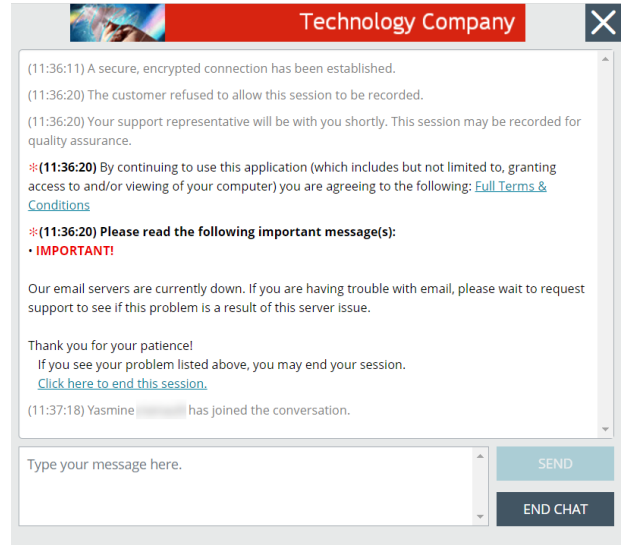 Technology Company
(11:36:11) A secure, encrypted connection has been established.
(11:36:20) The customer refused to allow this session to be recorded.
(11:36:20) Your support representative will be with you shortly. This session may be recorded for
quality assurance.
✻(11:36:20) By continuing to use this application (which includes but not limited to, granting
access to and/or viewing of your computer) you are agreeing to the following: Full Terms &
Conditions
✻(11:36:20) Please read the following important message(s):
• IMPORTANT!
Our email servers are currently down. If you are having trouble with email, please wait to request
support to see if this problem is a result of this server issue.
Thank you for your patience!
If you see your problem listed above, you may end your session.
Click here to end this session.
(11:37:18) Yasmine has joined the conversation.
Type your message here.
SEND
END CHAT